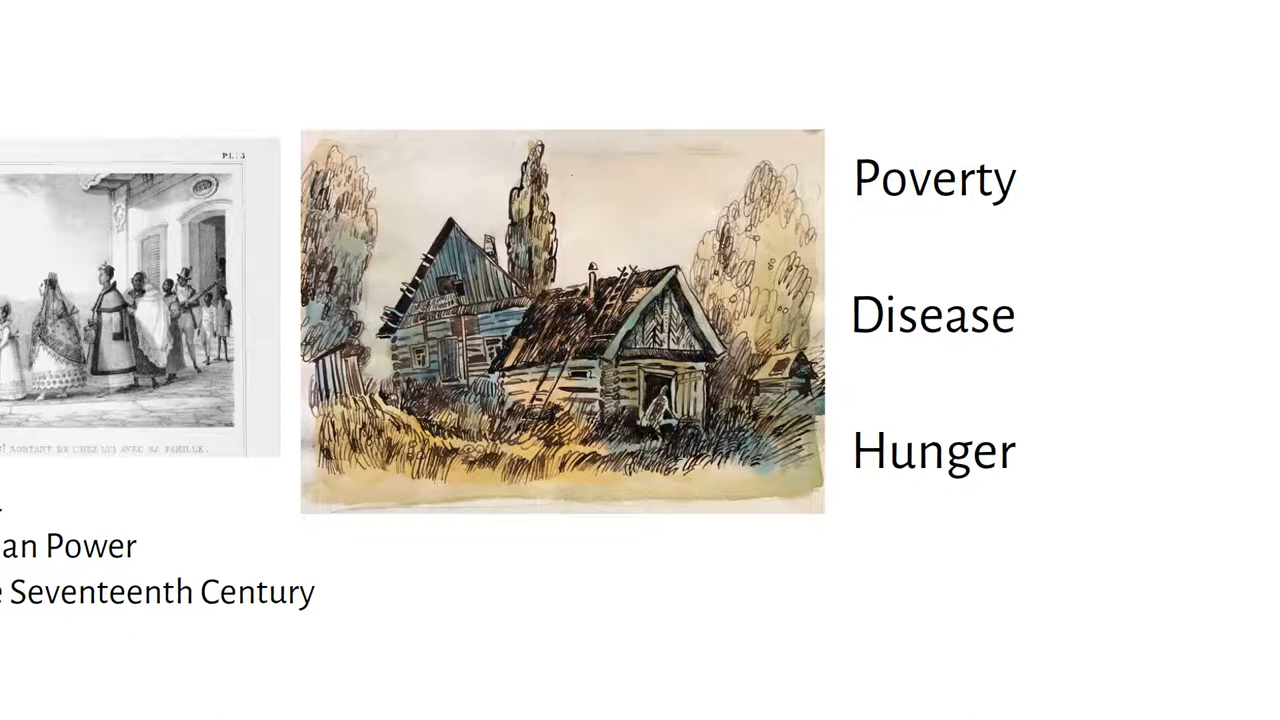 PL. 5
SORTANT DE CHEZ LUI AVEC SA FAMILLE.
Poverty
Disease
Hunger
an Power
Seventeenth Century